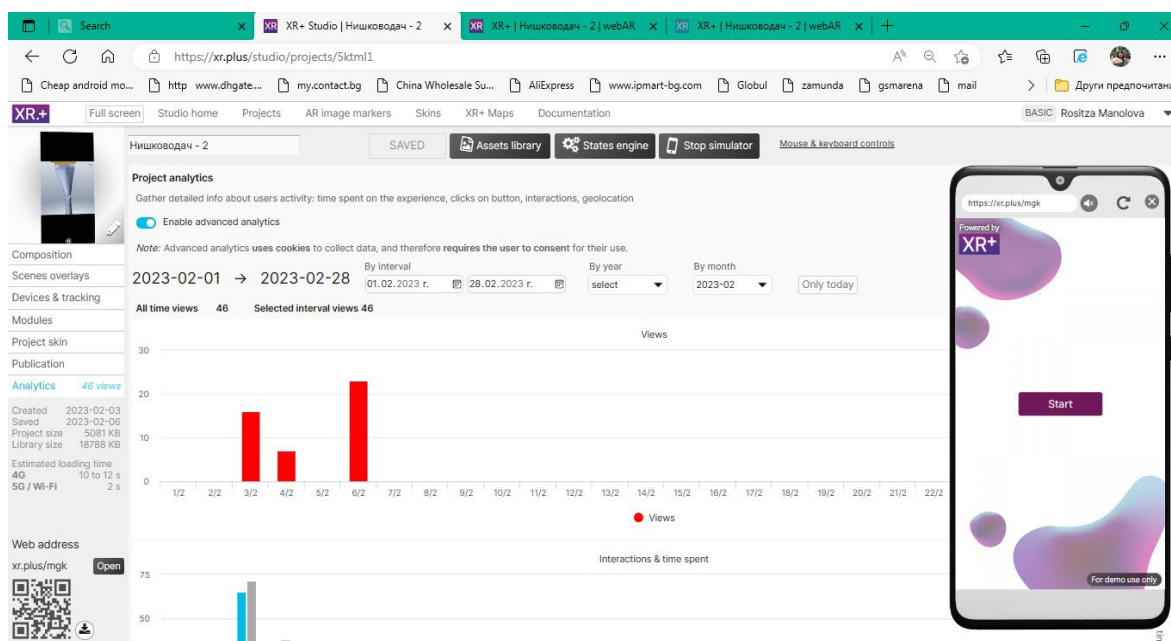 Search
XR+ Studio | Нишководач - 2
XR+ | Нишководач - 2 | webAR
XR+ | Нишководач - 2 | webAR
https://xr.plus/studio/projects/5ktml1
Cheap android mo...
http www.dhgate....
my.contact.bg
China Wholesale Su...
AliExpress
www.ipmart-bg.com
Globul
zamunda
gsmarena
mail
Други предпочитани
XR+
Full screen
Studio home
Projects
AR image markers
Skins
XR+ Maps
Documentation
BASIC Rositza Manolova
Нишководач - 2
SAVED
Assets library
States engine
Stop simulator
Mouse & keyboard controls
Project analytics
Gather detailed info about users activity: time spent on the experience, clicks on button, interactions, geolocation
Enable advanced analytics
Note: Advanced analytics uses cookies to collect data, and therefore requires the user to consent for their use.
By interval
By year
By month
2023-02-01 → 2023-02-28
01.02.2023 г.
28.02.2023 г.
select
2023-02
Only today
All time views 46
Selected interval views 46
Composition
Scenes overlays
Devices & tracking
Modules
Project skin
Publication
Analytics 46 views
Created 2023-02-03
Saved 2023-02-06
Project size 5081 KB
Library size 18788 KB
Estimated loading time
4G 10 to 12 s
5G / Wi-Fi 2 s
Web address
xr.plus/mgk
Open
Views
30
20
10
0
1/2 2/2 3/2 4/2 5/2 6/2 7/2 8/2 9/2 10/2 11/2 12/2 13/2 14/2 15/2 16/2 17/2 18/2 19/2 20/2 21/2 22/2
Views
Interactions & time spent
75
50
https://xr.plus/mgk
Powered by
XR+
Start
For demo use only